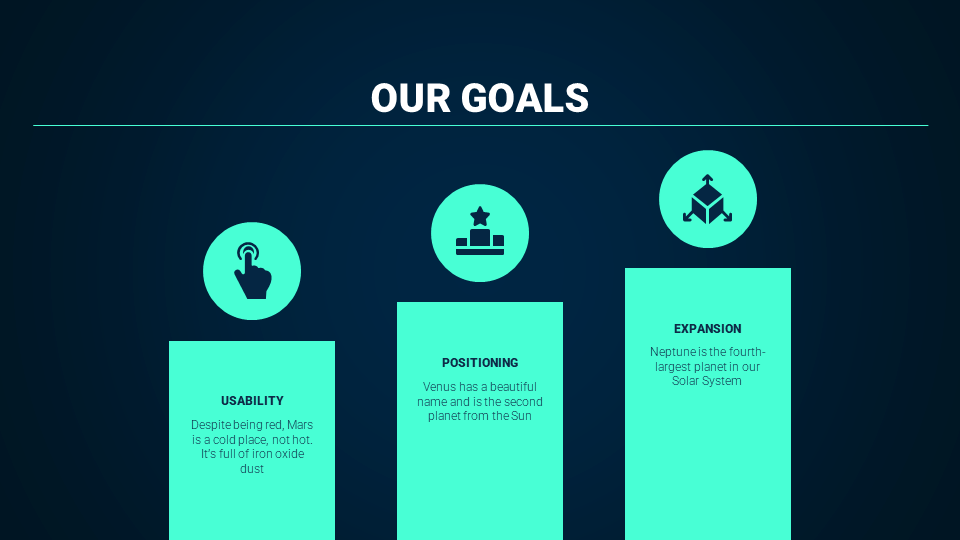 OUR GOALS
USABILITY
Despite being red, Mars
is a cold place, not hot.
It's full of iron oxide
dust
POSITIONING
Venus has a beautiful
name and is the second
planet from the Sun
EXPANSION
Neptune is the fourth-
largest planet in our
Solar System